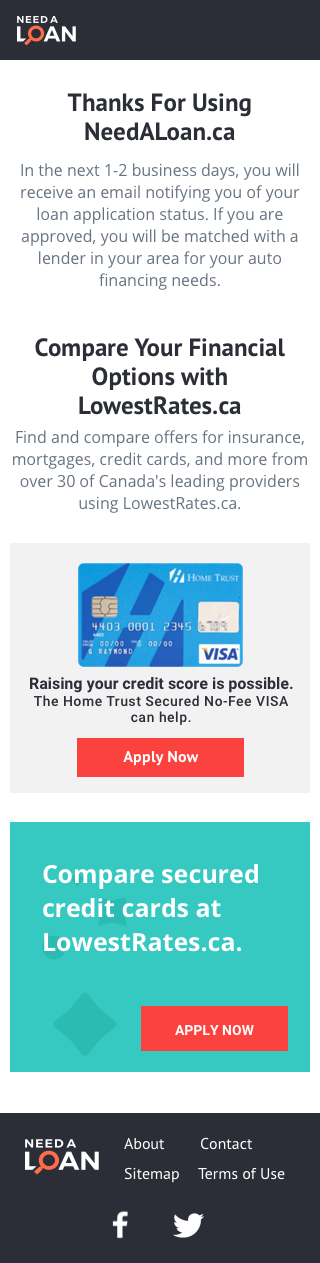 NEED A
LOAN
Thanks For Using
NeedALoan.ca
In the next 1-2 business days, you will
receive an email notifying you of your
loan application status. If you are
approved, you will be matched with a
lender in your area for your auto
financing needs.
Compare Your Financial
Options with
LowestRates.ca
Find and compare offers for insurance,
mortgages, credit cards, and more from
over 30 of Canada's leading providers
using LowestRates.ca.
HOME TRUST
4403 0001 2345 6789
4403
00/00 00/00
G RAYMOND
VISA
Raising your credit score is possible.
The Home Trust Secured No-Fee VISA
can help.
Apply Now
Compare secured
credit cards at
LowestRates.ca.
APPLY NOW
NEED A
LOAN
About Contact
Sitemap Terms of Use